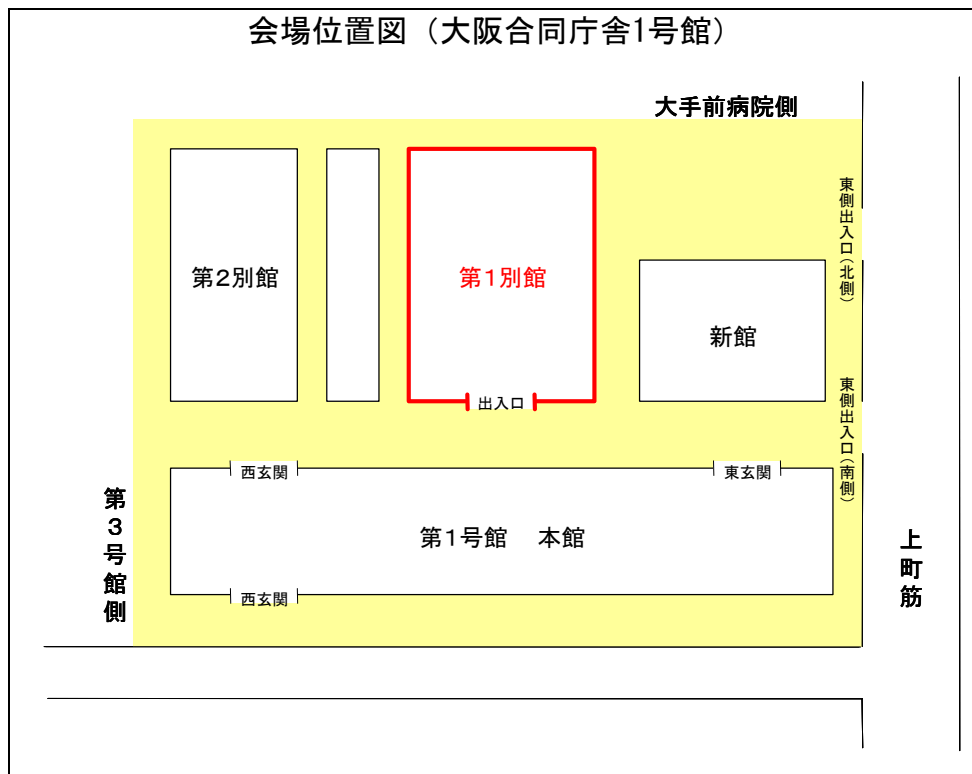 会場位置図（大阪合同庁舎1号館）
大手前病院側
東側出入口（北側）
第２別館
第１別館
新館
出入口
東側出入口（南側）
西玄関
東玄関
第３号館側
第１号館　本館
上町筋
西玄関